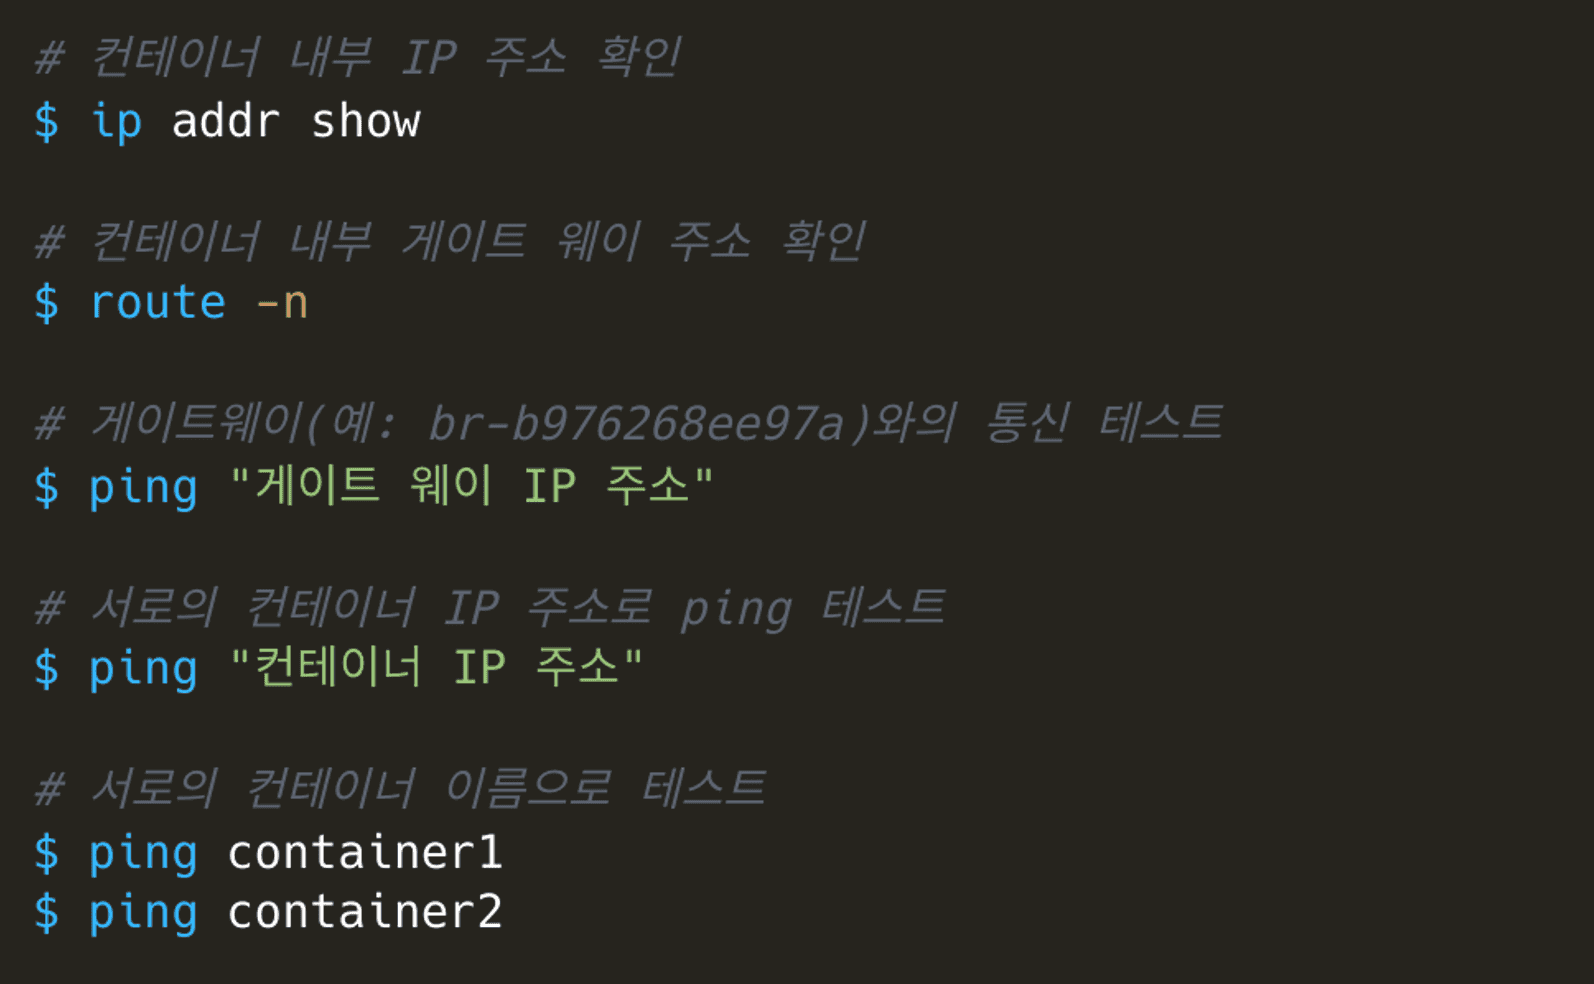 # 컨테이너 내부 IP 주소 확인
$ ip addr show
# 컨테이너 내부 게이트 웨이 주소 확인
$ route -n
# 게이트웨이(예: br-b976268ee97a)와의 통신 테스트
$ ping "게이트 웨이 IP 주소"
# 서로의 컨테이너 IP 주소로 ping 테스트
$ ping "컨테이너 IP 주소"
# 서로의 컨테이너 이름으로 테스트
$ ping container1
$ ping container2